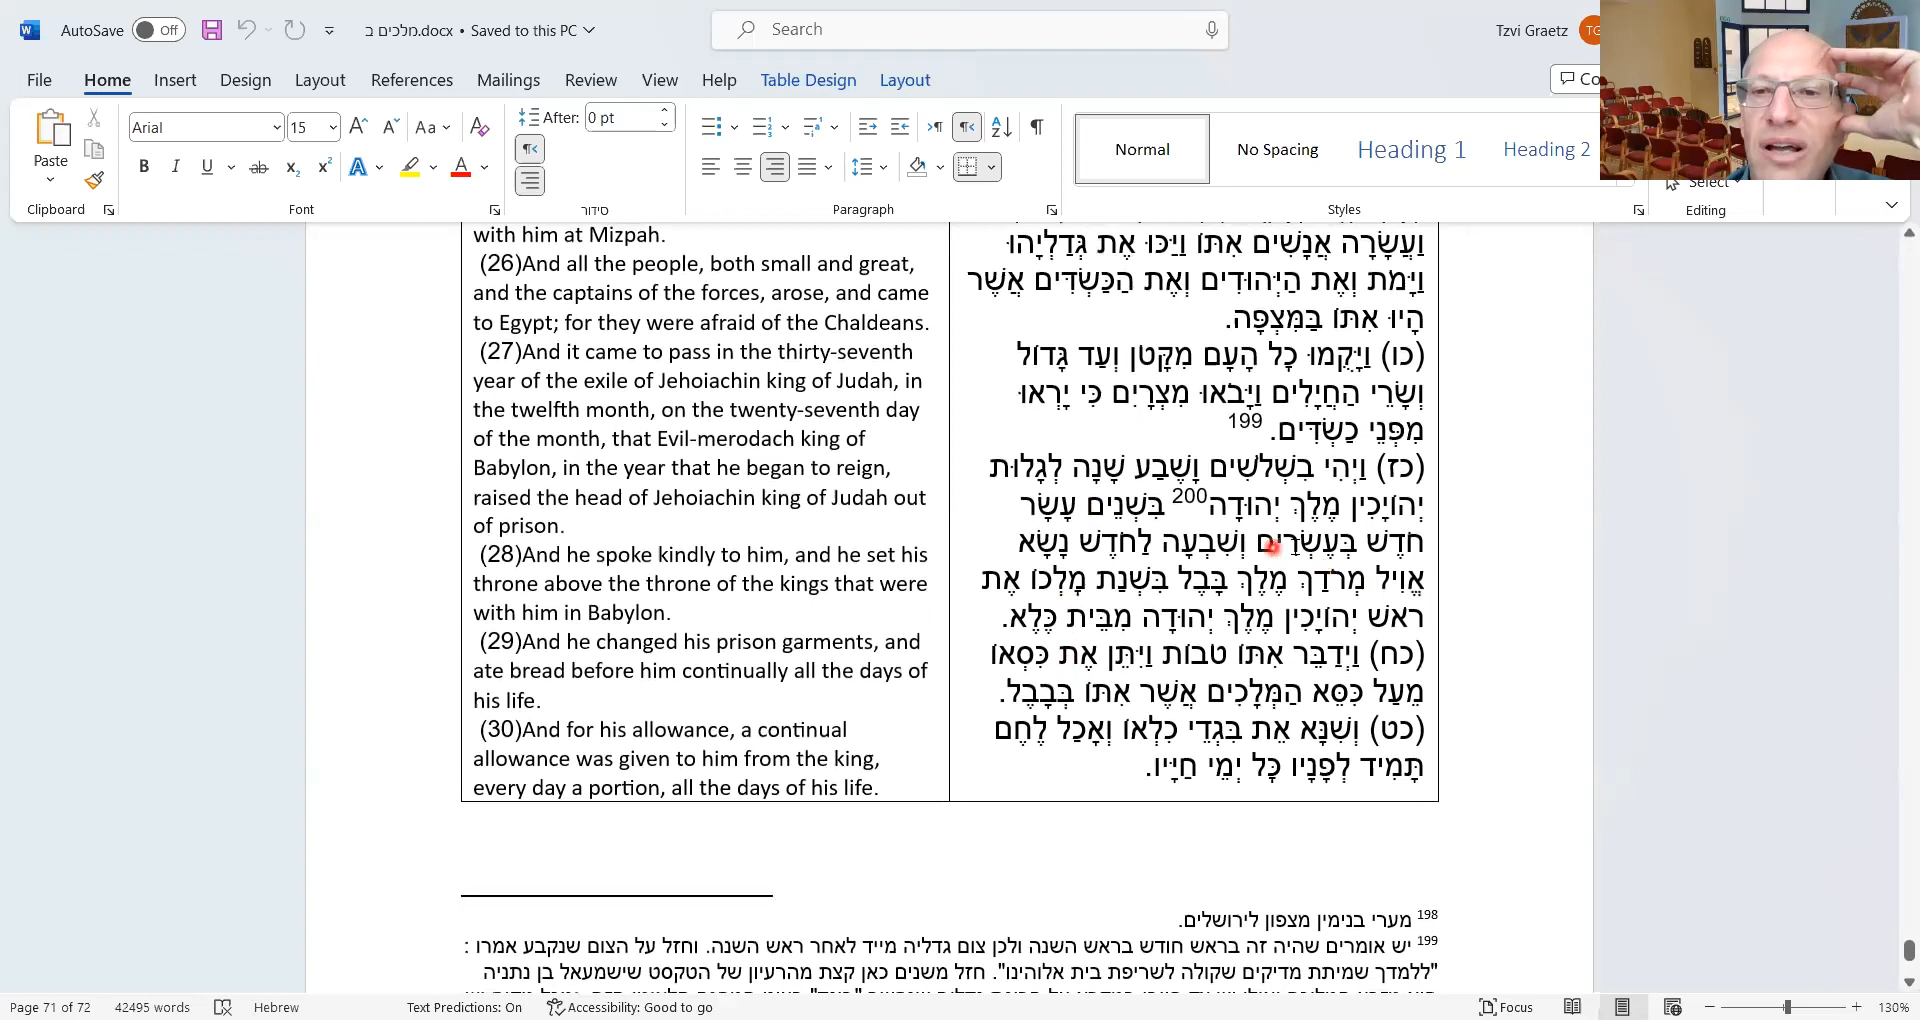 AutoSave Off מלכים ב.docx • Saved to this PC Search Tzvi Graetz TG
File Home Insert Design Layout References Mailings Review View Help Table Design Layout
Arial 15 After: 0 pt
Paste
Normal No Spacing Heading 1 Heading 2
Select
Clipboard Font סידור Paragraph Styles Editing
with him at Mizpah.
(26)And all the people, both small and great,
and the captains of the forces, arose, and came
to Egypt; for they were afraid of the Chaldeans.
(27)And it came to pass in the thirty-seventh
year of the exile of Jehoiachin king of Judah, in
the twelfth month, on the twenty-seventh day
of the month, that Evil-merodach king of
Babylon, in the year that he began to reign,
raised the head of Jehoiachin king of Judah out
of prison.
(28)And he spoke kindly to him, and he set his
throne above the throne of the kings that were
with him in Babylon.
(29)And he changed his prison garments, and
ate bread before him continually all the days of
his life.
(30)And for his allowance, a continual
allowance was given to him from the king,
every day a portion, all the days of his life.
וַעֲשָׂרָה אֲנָשִׁים אִתּוֹ וַיַּכּוּ אֶת גְּדַלְיָהוּ
וַיָּמֹת וְאֶת הַיְּהוּדִים וְאֶת הַכַּשְׂדִּים אֲשֶׁר
הָיוּ אִתּוֹ בַּמִּצְפָּה.
(כו) וַיָּקֻמוּ כָל הָעָם מִקָּטֹן וְעַד גָּדוֹל
וְשָׂרֵי הַחֲיָלִים וַיָּבֹאוּ מִצְרָיִם כִּי יָרְאוּ
מִפְּנֵי כַשְׂדִּים. 199
(כז) וַיְהִי בִשְׁלֹשִׁים וָשֶׁבַע שָׁנָה לְגָלוּת
יְהוֹיָכִין מֶלֶךְ יְהוּדָה200 בִּשְׁנֵים עָשָׂר
חֹדֶשׁ בְּעֶשְׂרִים וְשִׁבְעָה לַחֹדֶשׁ נָשָׂא
אֱוִיל מְרֹדַךְ מֶלֶךְ בָּבֶל בִּשְׁנַת מָלְכוֹ אֶת
רֹאשׁ יְהוֹיָכִין מֶלֶךְ יְהוּדָה מִבֵּית כֶּלֶא.
(כח) וַיְדַבֵּר אִתּוֹ טֹבוֹת וַיִּתֵּן אֶת כִּסְאוֹ
מֵעַל כִּסֵּא הַמְּלָכִים אֲשֶׁר אִתּוֹ בְּבָבֶל.
(כט) וְשִׁנָּא אֵת בִּגְדֵי כִלְאוֹ וְאָכַל לֶחֶם
תָּמִיד לְפָנָיו כָּל יְמֵי חַיָּיו.
198 מערי בנימין מצפון לירושלים.
199 יש אומרים שהיה זה בראש חודש בראש השנה ולכן צום גדליה מייד לאחר ראש השנה. וחזל על הצום שנקבע אמרו :
"ללמדך שמיתת מדיקים שקולה לשריפת בית אלוהינו". חזל משנים כאן קצת מהרעיון של הטקסט שישמעאל בן נתניה
Page 71 of 72 42495 words Hebrew Text Predictions: On Accessibility: Good to go Focus 130%